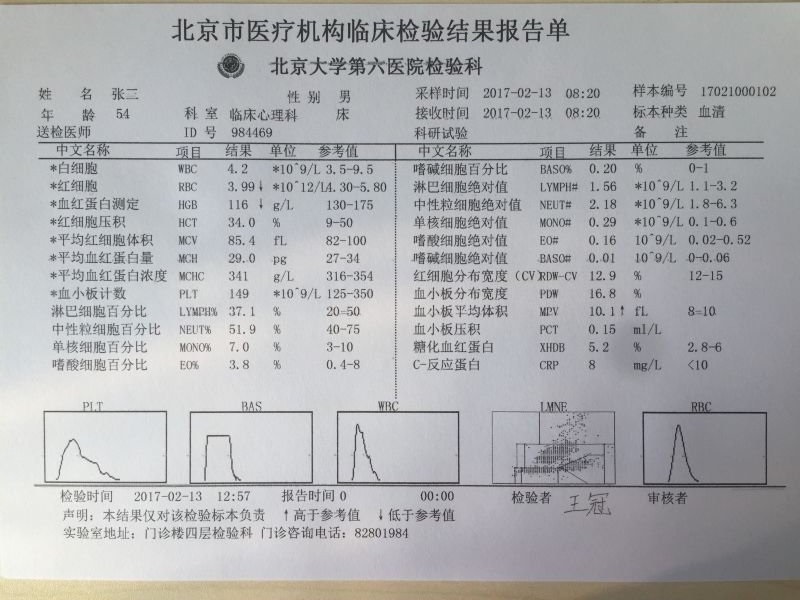 北京市医疗机构临床检验结果报告单
北京大学第六医院检验科
姓 名 张三 性 别 男 采样时间 2017-02-13 08:20 样本编号 17021000102
年 龄 54 科 室 临床心理科 床 接收时间 2017-02-13 08:20 标本种类 血清
送检医师 ID 号 984469 科研试验 备 注
中文名称 项目 结果 单位 参考值 中文名称 项目 结果 单位 参考值
*白细胞 WBC 4.2 *10^9/L 3.5-9.5 嗜碱细胞百分比 BASO% 0.20 % 0-1
*红细胞 RBC 3.99↓ *10^12/L4.30-5.80 淋巴细胞绝对值 LYMPH# 1.56 *10^9/L 1.1-3.2
*血红蛋白测定 HGB 116 ↓ g/L 130-175 中性粒细胞绝对值 NEUT# 2.18 *10^9/L 1.8-6.3
*红细胞压积 HCT 34.0 % 9-50 单核细胞绝对值 MONO# 0.29 *10^9/L 0.1-0.6
*平均红细胞体积 MCV 85.4 fL 82-100 嗜酸细胞绝对值 EO# 0.16 10^9/L 0.02-0.52
*平均血红蛋白量 MCH 29.0 pg 27-34 嗜碱细胞绝对值 BASO# 0.01 10^9/L 0-0.06
*平均血红蛋白浓度 MCHC 341 g/L 316-354 红细胞分布宽度（CV）RDW-CV 12.9 % 12-15
*血小板计数 PLT 149 *10^9/L 125-350 血小板分布宽度 PDW 16.8 %
淋巴细胞百分比 LYMPH% 37.1 % 20=50 血小板平均体积 MPV 10.1↑ fL 8=10
中性粒细胞百分比 NEUT% 51.9 % 40-75 血小板压积 PCT 0.15 ml/L
单核细胞百分比 MONO% 7.0 % 3-10 糖化血红蛋白 XHDB 5.2 % 2.8-6
嗜酸细胞百分比 EO% 3.8 % 0.4-8 C-反应蛋白 CRP 8 mg/L <10
PLT BAS WBC LMNE RBC
检验时间 2017-02-13 12:57 报告时间 0 00:00 检验者 王冠 审核者
声明：本结果仅对该检验标本负责 ↑高于参考值 ↓低于参考值
实验室地址：门诊楼四层检验科 门诊咨询电话：82801984